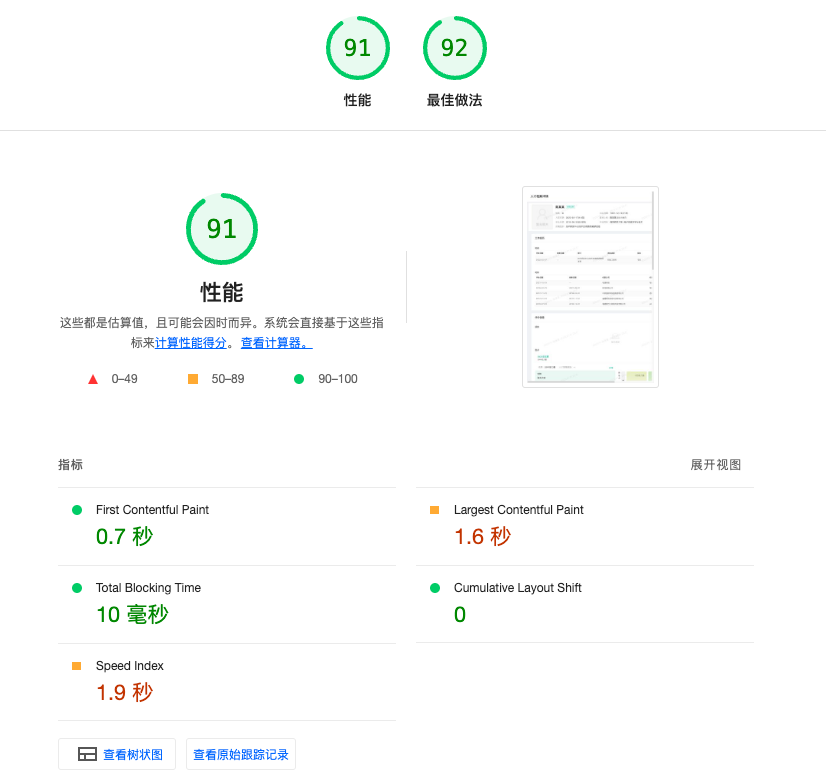 91
92
性能
最佳做法
91
性能
这些都是估算值，且可能会因时而异。系统会直接基于这些指
标来计算性能得分。查看计算器。
0–49
50–89
90–100
指标
展开视图
First Contentful Paint
0.7 秒
Largest Contentful Paint
1.6 秒
Total Blocking Time
10 毫秒
Cumulative Layout Shift
0
Speed Index
1.9 秒
查看树状图
查看原始跟踪记录